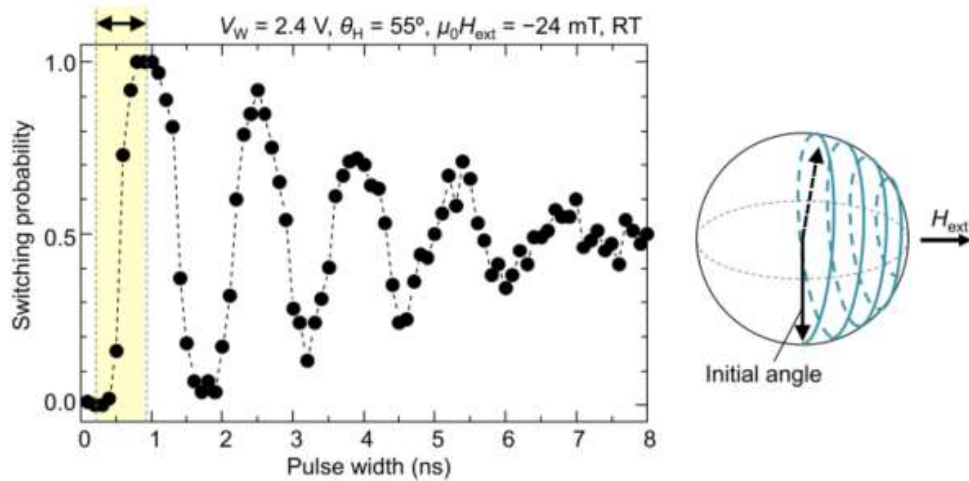 V_W = 2.4 V, θ_H = 55º, μ₀H_ext = −24 mT, RT
1.0
0.5
0.0
Switching probability
0 1 2 3 4 5 6 7 8
Pulse width (ns)
H_ext
Initial angle